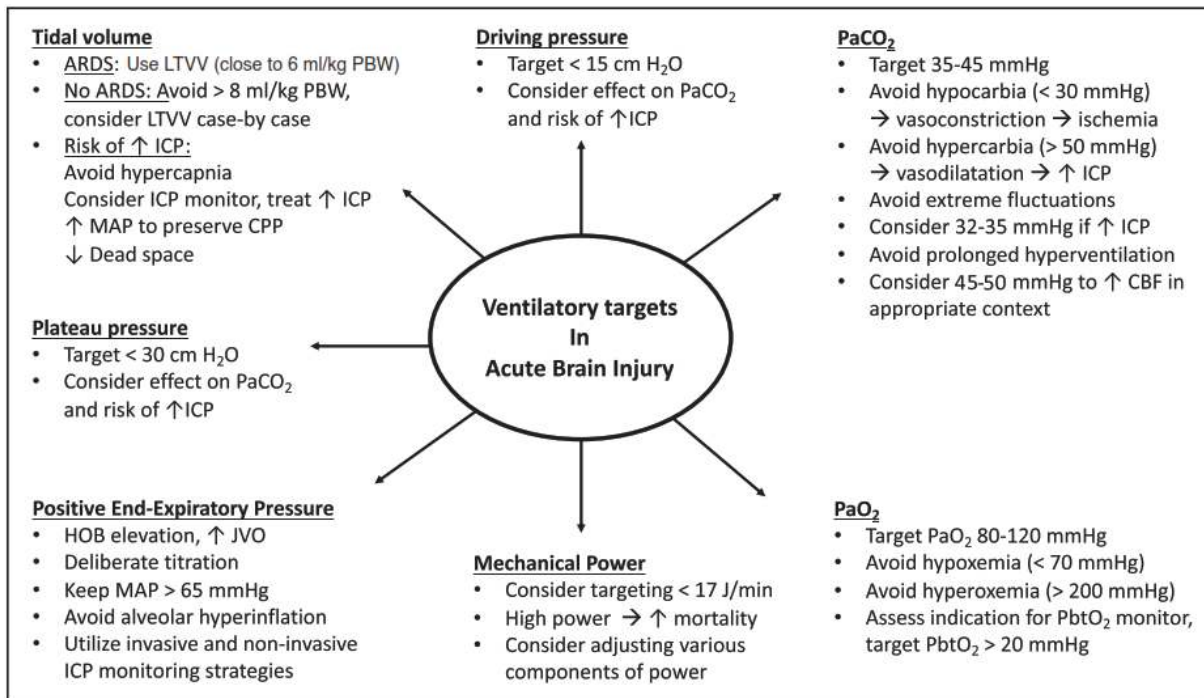 Tidal volume
• ARDS: Use LTVV (close to 6 ml/kg PBW)
• No ARDS: Avoid > 8 ml/kg PBW,
consider LTVV case-by case
• Risk of ↑ ICP:
Avoid hypercapnia
Consider ICP monitor, treat ↑ ICP
↑ MAP to preserve CPP
↓ Dead space
Driving pressure
• Target < 15 cm H₂O
• Consider effect on PaCO₂
and risk of ↑ICP
PaCO₂
• Target 35-45 mmHg
• Avoid hypocarbia (< 30 mmHg)
→ vasoconstriction → ischemia
• Avoid hypercarbia (> 50 mmHg)
→ vasodilatation → ↑ ICP
• Avoid extreme fluctuations
• Consider 32-35 mmHg if ↑ ICP
• Avoid prolonged hyperventilation
• Consider 45-50 mmHg to ↑ CBF in
appropriate context
Ventilatory targets
In
Acute Brain Injury
Plateau pressure
• Target < 30 cm H₂O
• Consider effect on PaCO₂
and risk of ↑ICP
Positive End-Expiratory Pressure
• HOB elevation, ↑ JVO
• Deliberate titration
• Keep MAP > 65 mmHg
• Avoid alveolar hyperinflation
• Utilize invasive and non-invasive
ICP monitoring strategies
Mechanical Power
• Consider targeting < 17 J/min
• High power → ↑ mortality
• Consider adjusting various
components of power
PaO₂
• Target PaO₂ 80-120 mmHg
• Avoid hypoxemia (< 70 mmHg)
• Avoid hyperoxemia (> 200 mmHg)
• Assess indication for PbtO₂ monitor,
target PbtO₂ > 20 mmHg